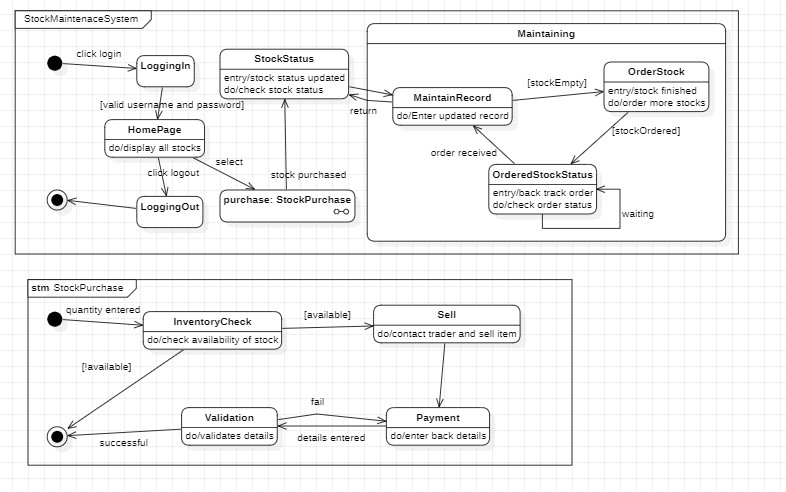 StockMaintenaceSystem
click login
LoggingIn
[valid username and password]
HomePage
do/display all stocks
click logout
select
LoggingOut
StockStatus
entry/stock status updated
do/check stock status
return
stock purchased
purchase: StockPurchase
Maintaining
MaintainRecord
do/Enter updated record
[stockEmpty]
OrderStock
entry/stock finished
do/order more stocks
[stockOrdered]
order received
OrderedStockStatus
entry/back track order
do/check order status
waiting
stm StockPurchase
quantity entered
InventoryCheck
do/check availability of stock
[available]
Sell
do/contact trader and sell item
[!available]
Validation
do/validates details
fail
Payment
do/enter back details
details entered
successful